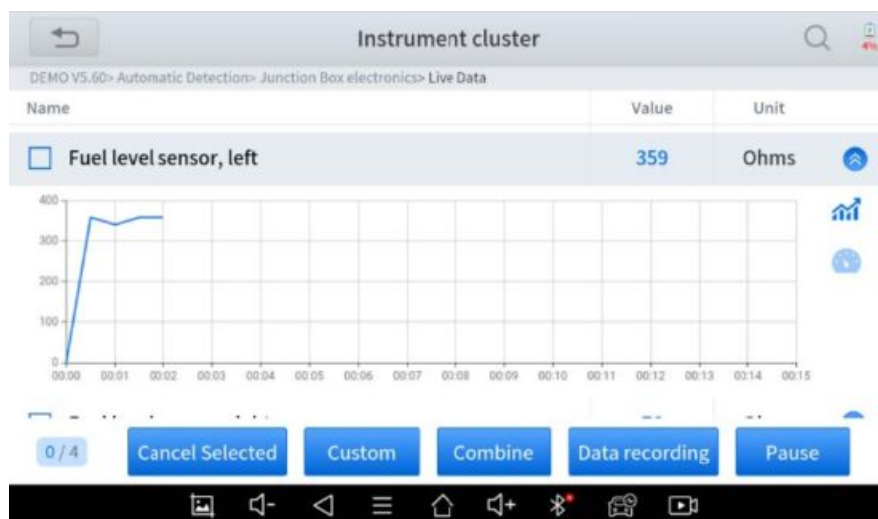 Instrument cluster
4%
DEMO V5.60> Automatic Detection> Junction Box electronics> Live Data
Name Value Unit
Fuel level sensor, left 359 Ohms
400
300
200
100
0
00:00 00:01 00:02 00:03 00:04 00:05 00:06 00:07 00:08 00:09 00:10 00:11 00:12 00:13 00:14 00:15
0 / 4 Cancel Selected Custom Combine Data recording Pause